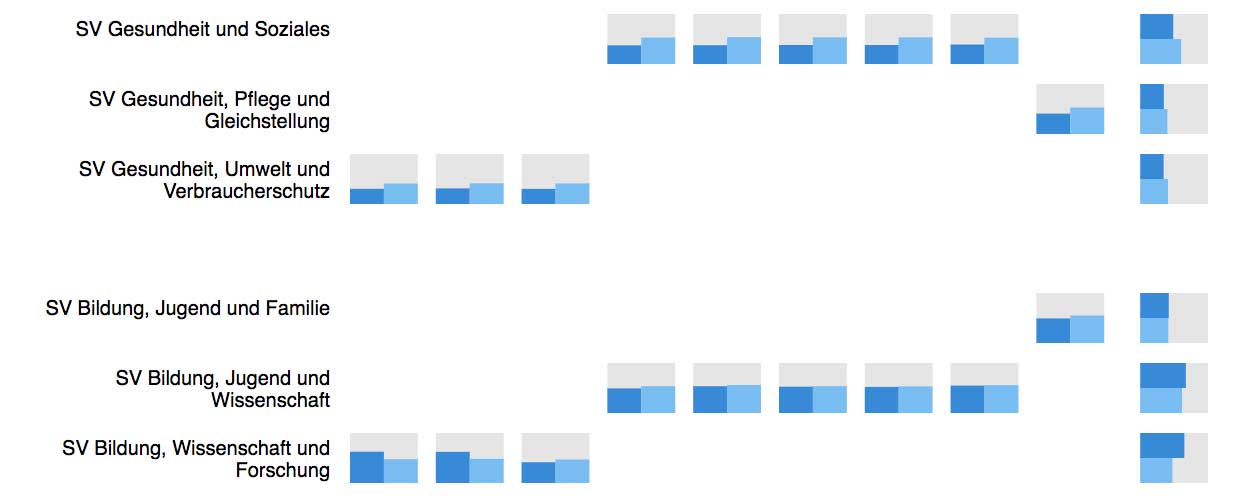 SV Gesundheit und Soziales
SV Gesundheit, Pflege und
Gleichstellung
SV Gesundheit, Umwelt und
Verbraucherschutz
SV Bildung, Jugend und Familie
SV Bildung, Jugend und
Wissenschaft
SV Bildung, Wissenschaft und
Forschung